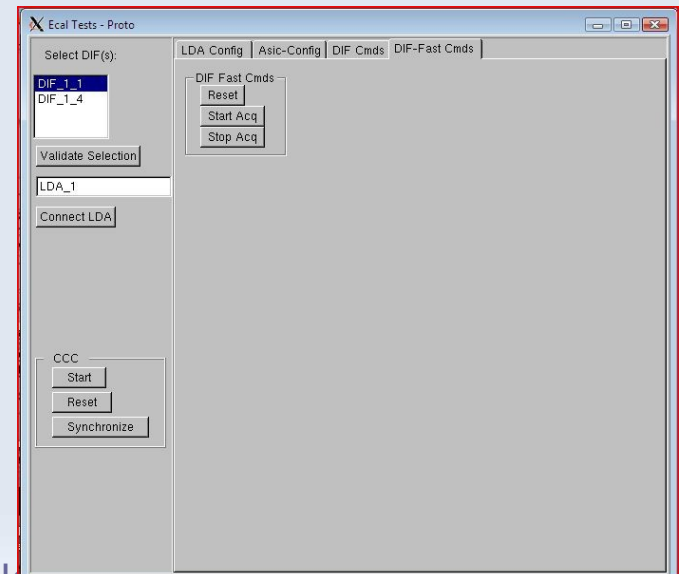 Ecal Tests - Proto
Select DIF(s):
DIF_1_1
DIF_1_4
Validate Selection
LDA_1
Connect LDA
CCC
Start
Reset
Synchronize
LDA Config Asic-Config DIF Cmds DIF-Fast Cmds
DIF Fast Cmds
Reset
Start Acq
Stop Acq